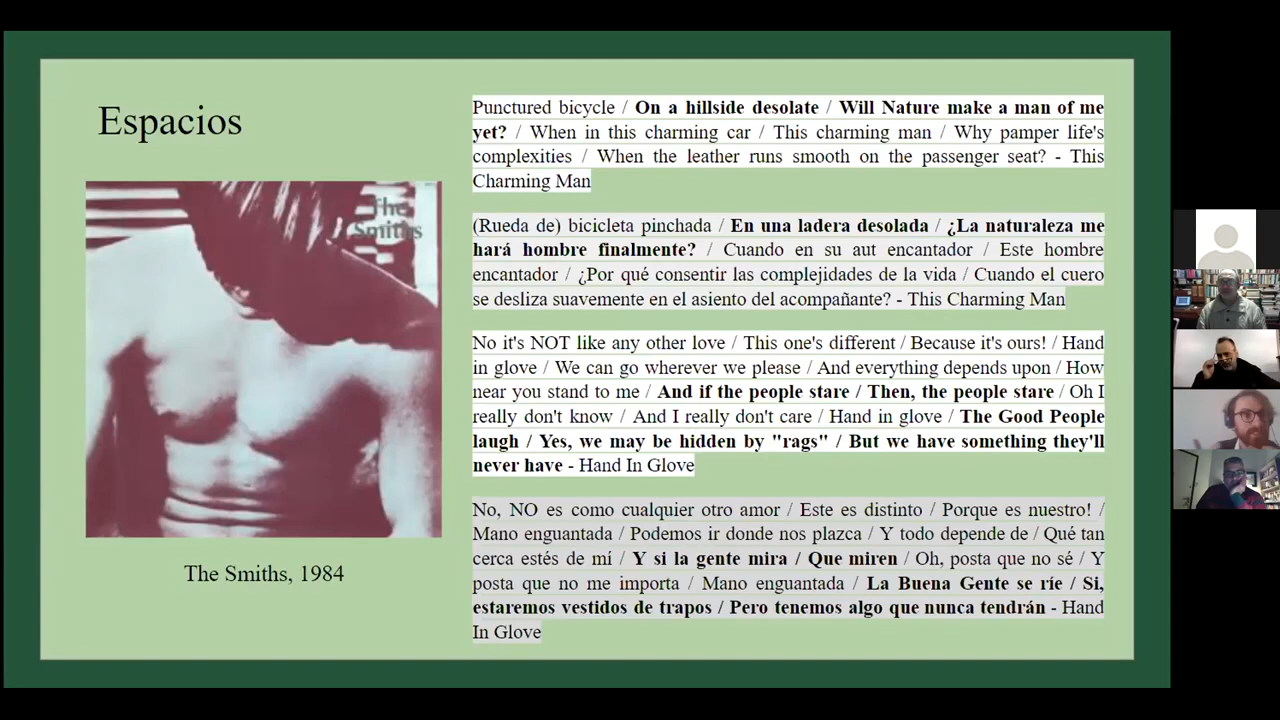 Espacios
The
Smiths
The Smiths, 1984
Punctured bicycle / On a hillside desolate / Will Nature make a man of me
yet? / When in this charming car / This charming man / Why pamper life's
complexities / When the leather runs smooth on the passenger seat? - This
Charming Man
(Rueda de) bicicleta pinchada / En una ladera desolada / ¿La naturaleza me
hará hombre finalmente? / Cuando en su aut encantador / Este hombre
encantador / ¿Por qué consentir las complejidades de la vida / Cuando el cuero
se desliza suavemente en el asiento del acompañante? - This Charming Man
No it's NOT like any other love / This one's different / Because it's ours! / Hand
in glove / We can go wherever we please / And everything depends upon / How
near you stand to me / And if the people stare / Then, the people stare / Oh I
really don't know / And I really don't care / Hand in glove / The Good People
laugh / Yes, we may be hidden by "rags" / But we have something they'll
never have - Hand In Glove
No, NO es como cualquier otro amor / Este es distinto / Porque es nuestro! /
Mano enguantada / Podemos ir donde nos plazca / Y todo depende de / Qué tan
cerca estés de mí / Y si la gente mira / Que miren / Oh, posta que no sé / Y
posta que no me importa / Mano enguantada / La Buena Gente se ríe / Si,
estaremos vestidos de trapos / Pero tenemos algo que nunca tendrán - Hand
In Glove